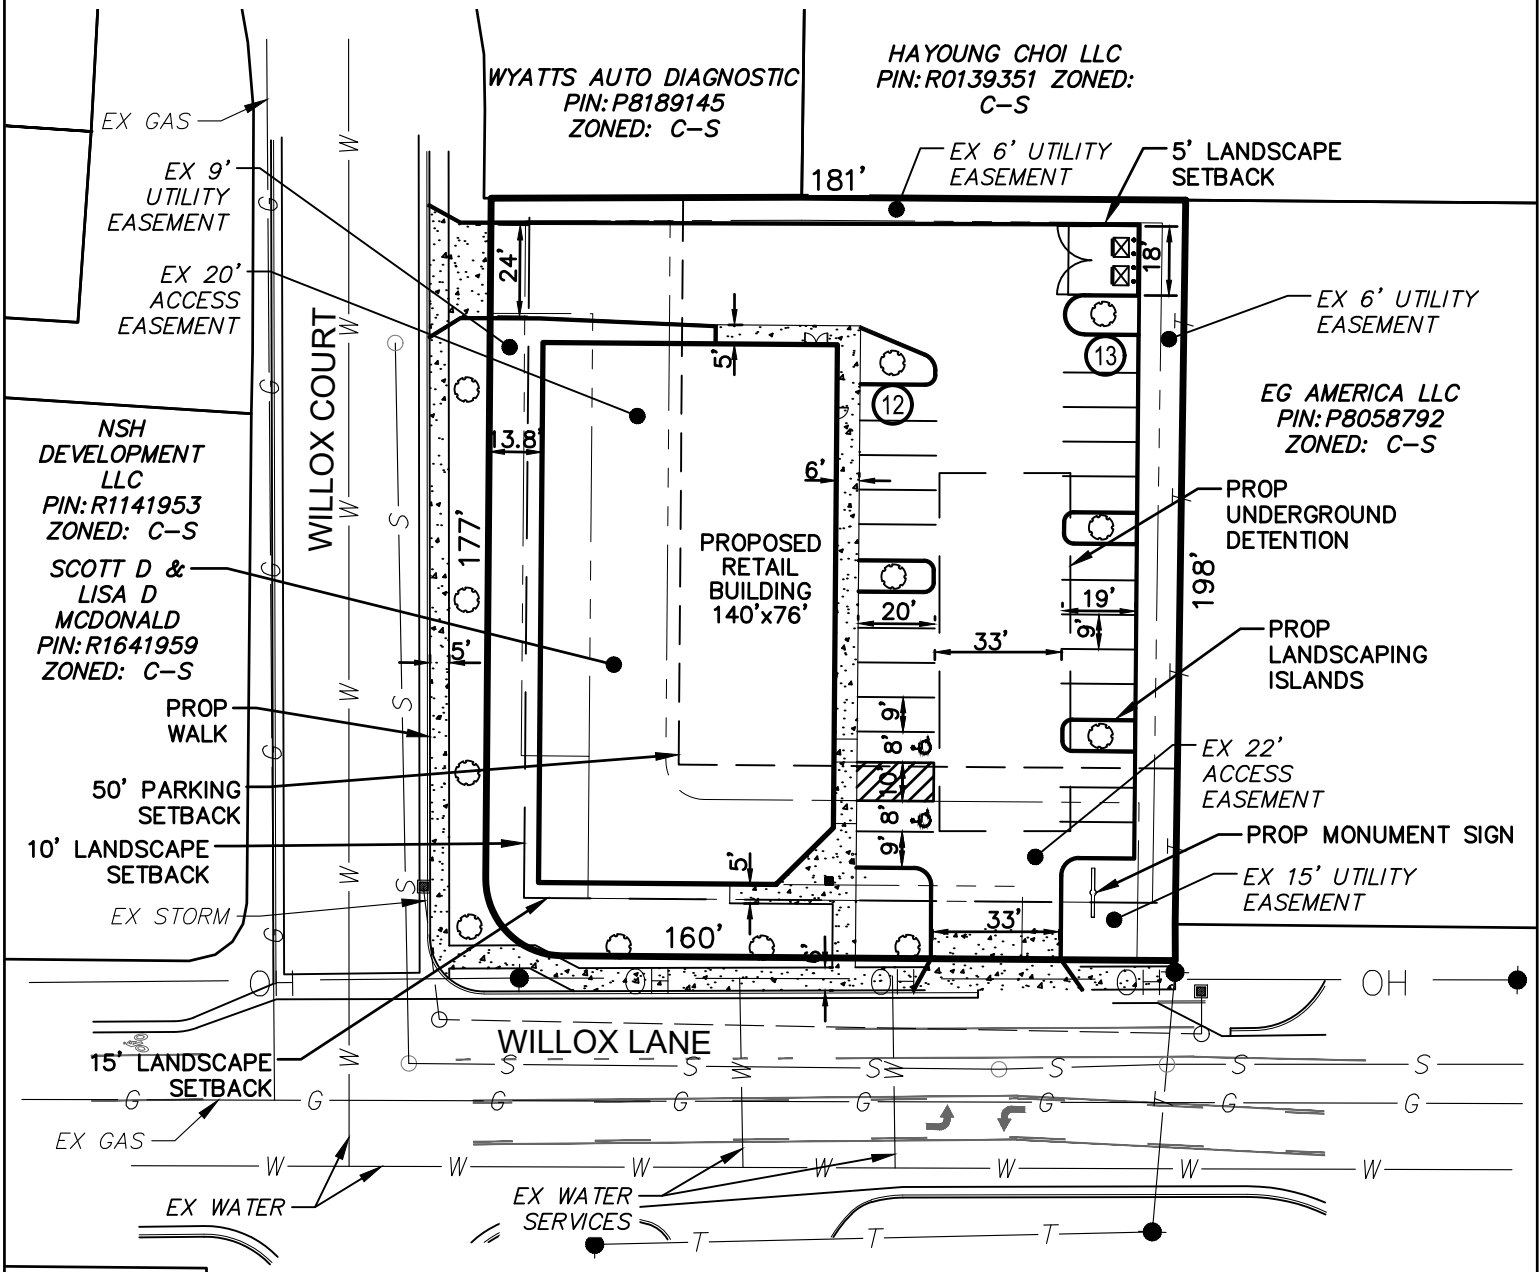 WYATTS AUTO DIAGNOSTIC
PIN: P8189145
ZONED: C-S
HAYOUNG CHOI LLC
PIN: R0139351 ZONED:
C-S
EX GAS
EX 9'
UTILITY
EASEMENT
EX 20'
ACCESS
EASEMENT
181'
EX 6' UTILITY
EASEMENT
5' LANDSCAPE
SETBACK
24'
18'
EX 6' UTILITY
EASEMENT
13
12
5'
WILLOX COURT
EG AMERICA LLC
PIN: P8058792
ZONED: C-S
NSH
DEVELOPMENT
LLC
PIN: R1141953
ZONED: C-S
13.8'
6'
177'
PROP
UNDERGROUND
DETENTION
198'
PROPOSED
RETAIL
BUILDING
140'x76'
SCOTT D &
LISA D
MCDONALD
PIN: R1641959
ZONED: C-S
20'
19'
9'
33'
5'
PROP
LANDSCAPING
ISLANDS
PROP
WALK
9'
8'
10'
8'
9'
EX 22'
ACCESS
EASEMENT
50' PARKING
SETBACK
10' LANDSCAPE
SETBACK
PROP MONUMENT SIGN
5'
EX 15' UTILITY
EASEMENT
EX STORM
160'
33'
6'
OH
WILLOX LANE
15' LANDSCAPE
SETBACK
S S S S S S
G G G G G G G G
EX GAS
W W W W W W W
EX WATER
EX WATER
SERVICES
T T T
W W W W W W W W
G G G G G G
S S S
W W